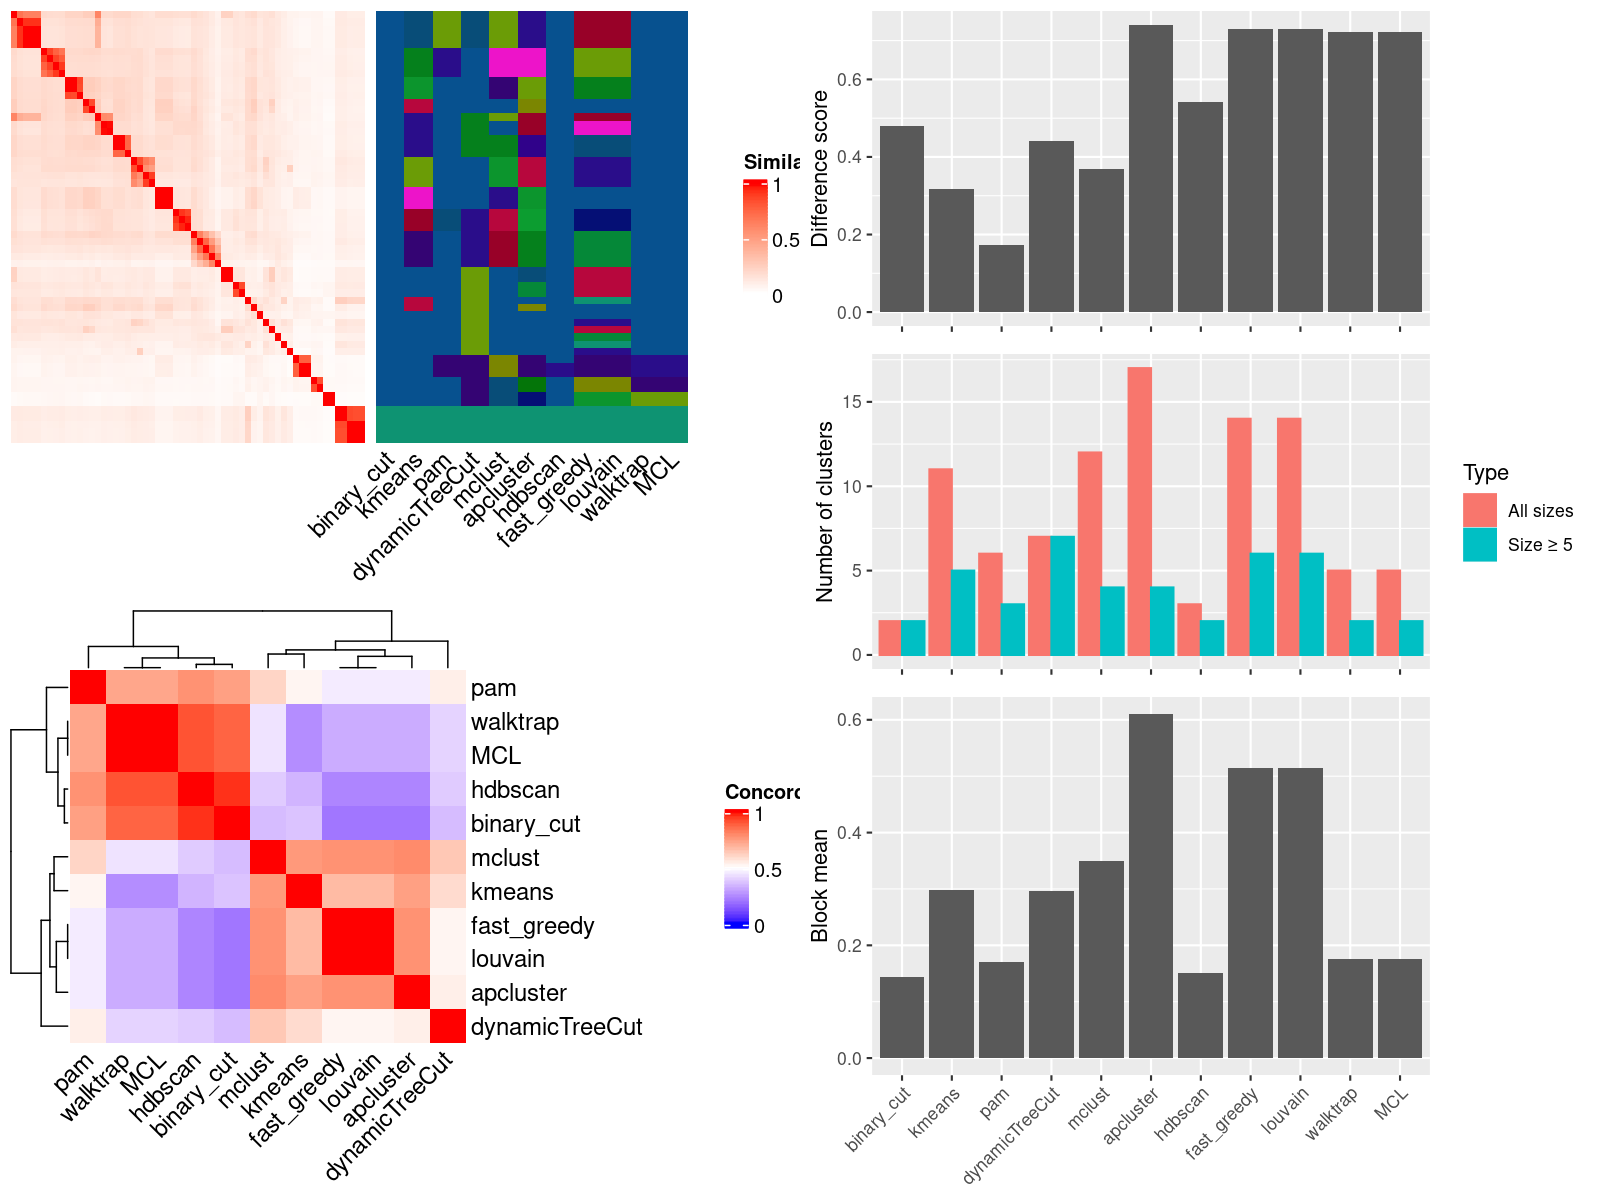 Simila
1
0.5
0
binary_cut
kmeans
pam
dynamicTreeCut
mclust
apcluster
hdbscan
fast_greedy
louvain
walktrap
MCL
pam
walktrap
MCL
hdbscan
binary_cut
mclust
kmeans
fast_greedy
louvain
apcluster
dynamicTreeCut
Concord
1
0.5
0
pam
walktrap
MCL
hdbscan
binary_cut
mclust
kmeans
fast_greedy
louvain
apcluster
dynamicTreeCut
Difference score
0.6
0.4
0.2
0.0
Number of clusters
15
10
5
0
Type
All sizes
Size ≥ 5
Block mean
0.6
0.4
0.2
0.0
binary_cut
kmeans
pam
dynamicTreeCut
mclust
apcluster
hdbscan
fast_greedy
louvain
walktrap
MCL